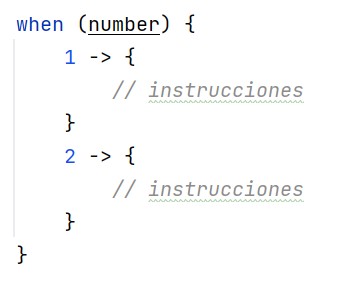 when (number) {
    1 -> {
        // instrucciones
    }
    2 -> {
        // instrucciones
    }
}